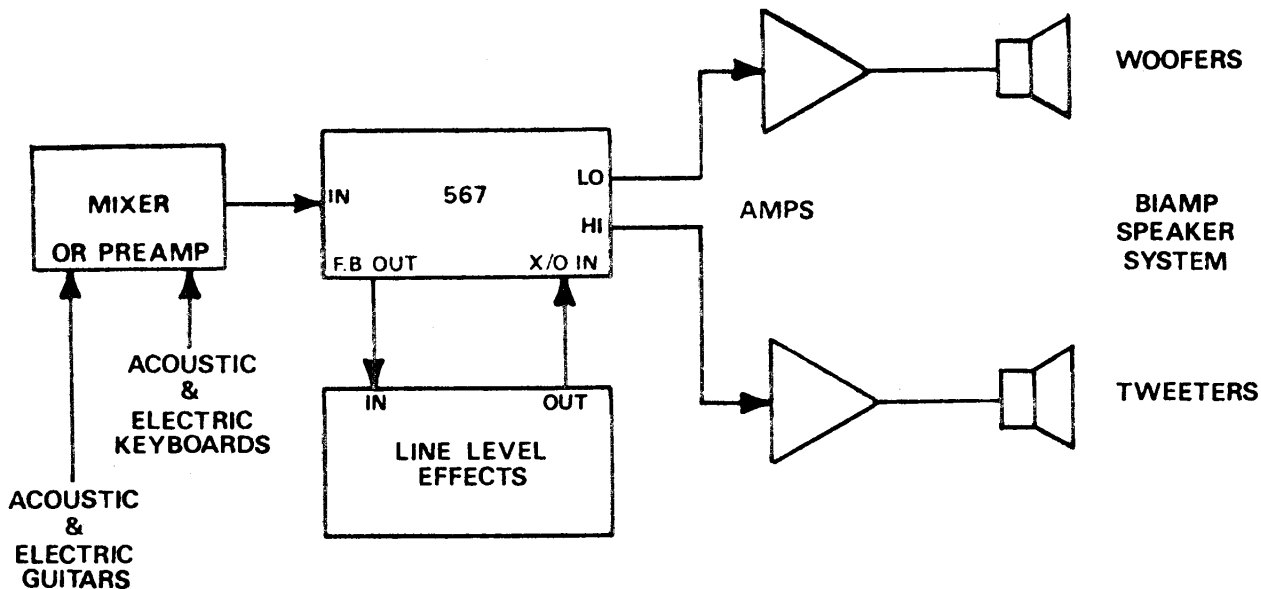 WOOFERS
MIXER
OR PREAMP
IN
567
LO
HI
F.B OUT
X/O IN
AMPS
BIAMP
SPEAKER
SYSTEM
ACOUSTIC
&
ELECTRIC
KEYBOARDS
IN
OUT
LINE LEVEL
EFFECTS
TWEETERS
ACOUSTIC
&
ELECTRIC
GUITARS